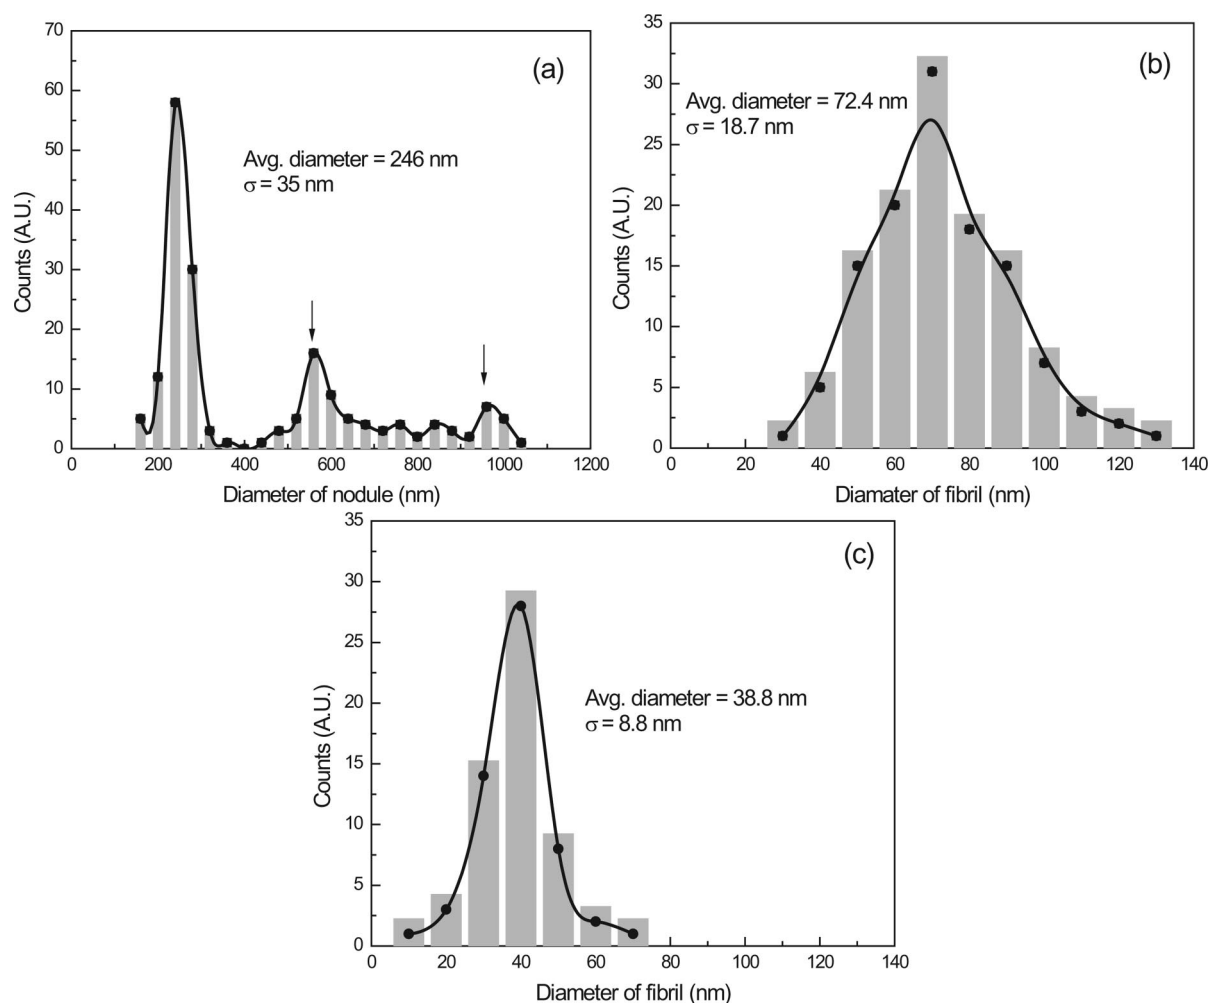 (a)
Avg. diameter = 246 nm
σ = 35 nm
Counts (A.U.)
70
60
50
40
30
20
10
0
0 200 400 600 800 1000 1200
Diameter of nodule (nm)
(b)
Avg. diameter = 72.4 nm
σ = 18.7 nm
Counts (A.U.)
35
30
25
20
15
10
5
0
0 20 40 60 80 100 120 140
Diamater of fibril (nm)
(c)
Avg. diameter = 38.8 nm
σ = 8.8 nm
Counts (A.U.)
35
30
25
20
15
10
5
0
0 20 40 60 80 100 120 140
Diameter of fibril (nm)